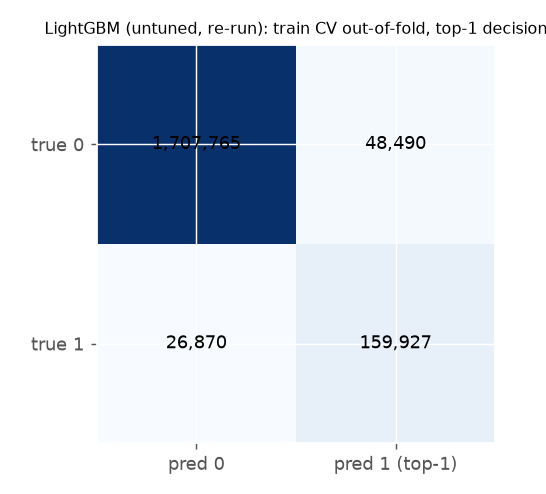 LightGBM (untuned, re-run): train CV out-of-fold, top-1 decision
true 0 1,707,765 48,490
true 1 26,870 159,927
pred 0 pred 1 (top-1)